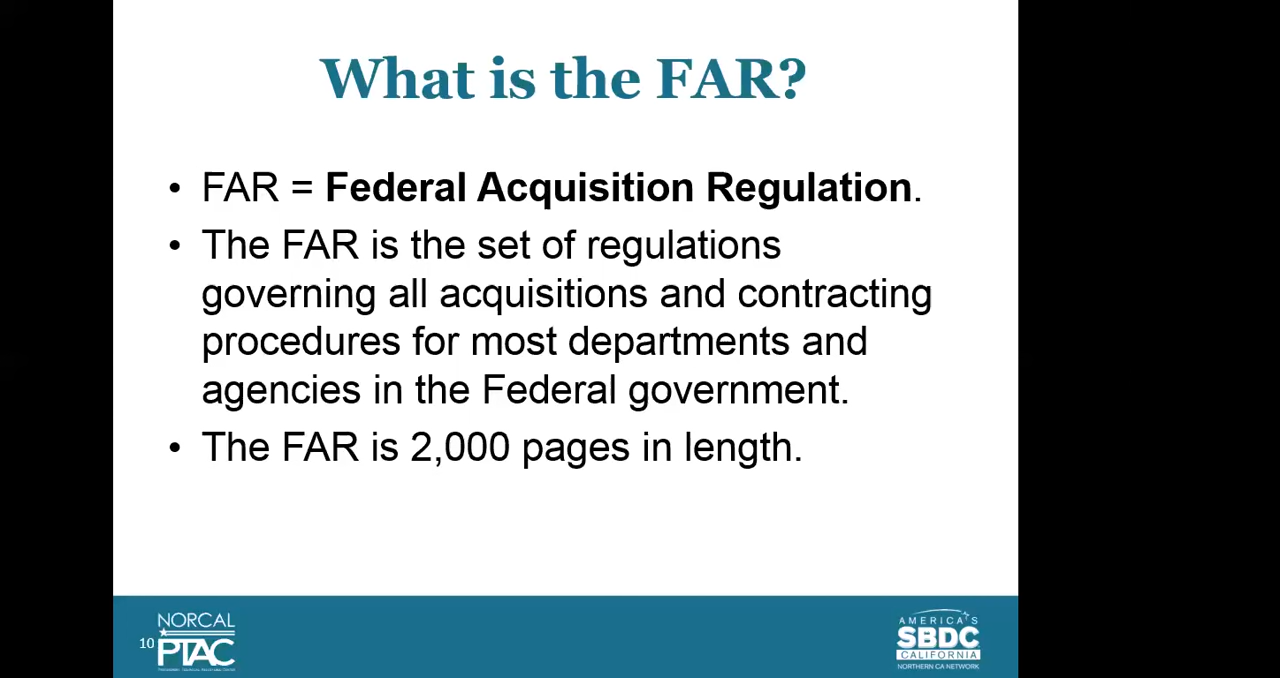 What is the FAR?
• FAR = Federal Acquisition Regulation.
• The FAR is the set of regulations
governing all acquisitions and contracting
procedures for most departments and
agencies in the Federal government.
• The FAR is 2,000 pages in length.
10
NORCAL
PTAC
AMERICA'S
SBDC
CALIFORNIA
NORTHERN CA NETWORK